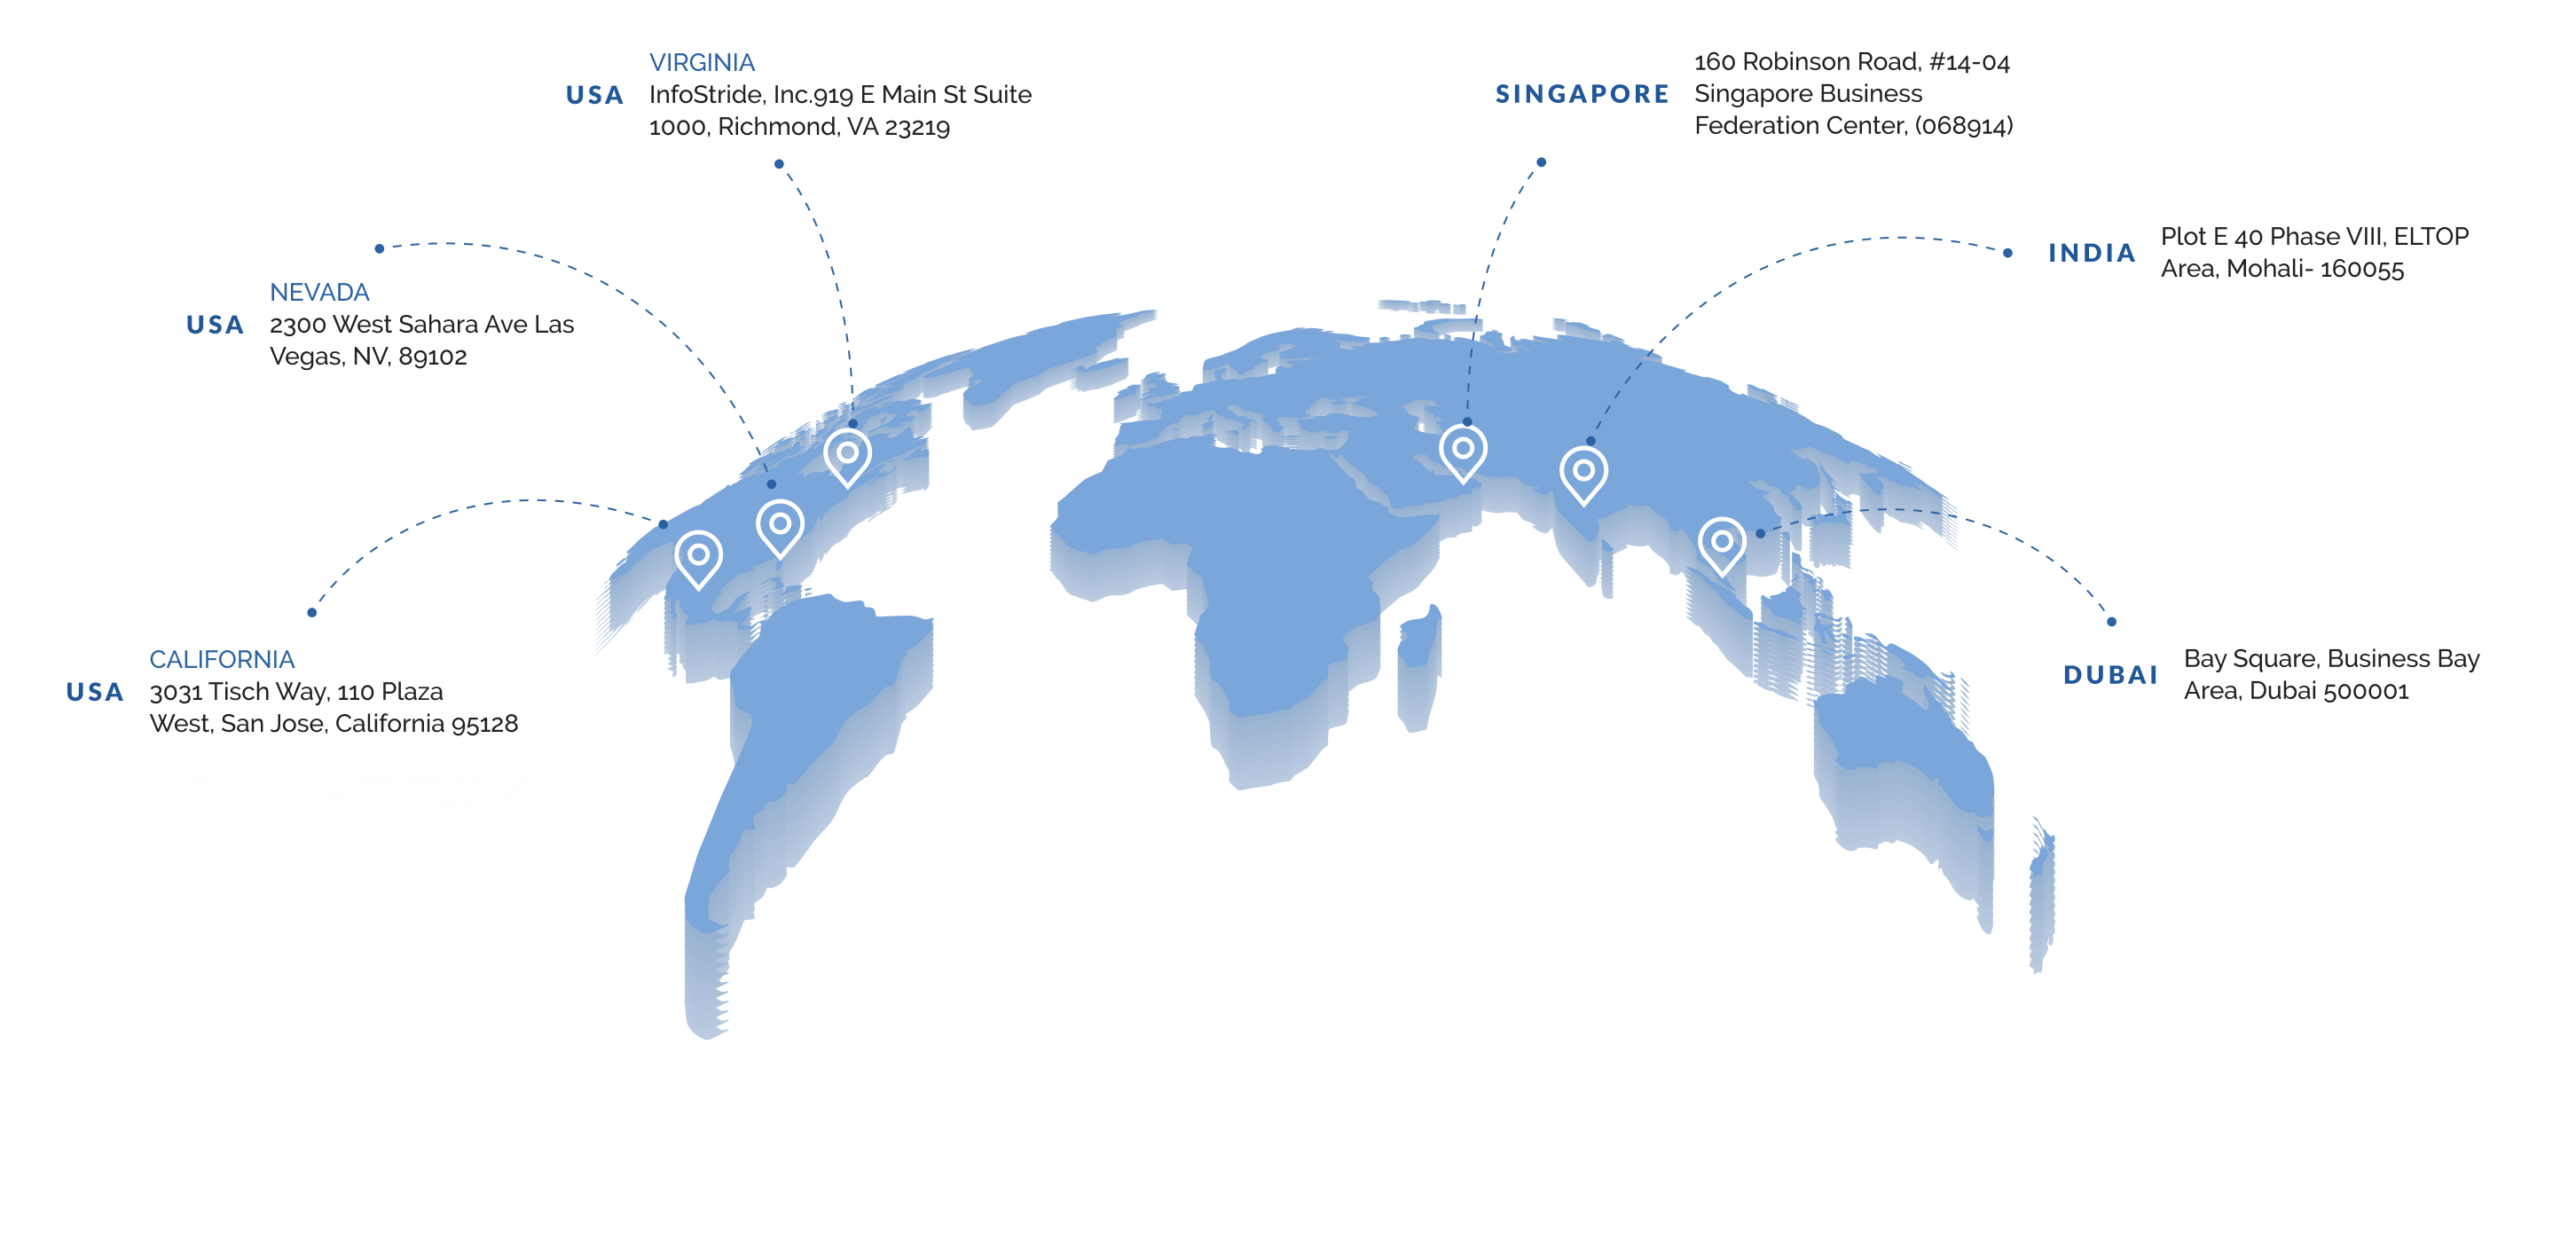 VIRGINIA
USA
InfoStride, Inc.919 E Main St Suite
1000, Richmond, VA 23219
160 Robinson Road, #14-04
SINGAPORE
Singapore Business
Federation Center, (068914)
INDIA
Plot E 40 Phase VIII, ELTOP
Area, Mohali- 160055
NEVADA
USA
2300 West Sahara Ave Las
Vegas, NV, 89102
CALIFORNIA
USA
3031 Tisch Way, 110 Plaza
West, San Jose, California 95128
DUBAI
Bay Square, Business Bay
Area, Dubai 500001